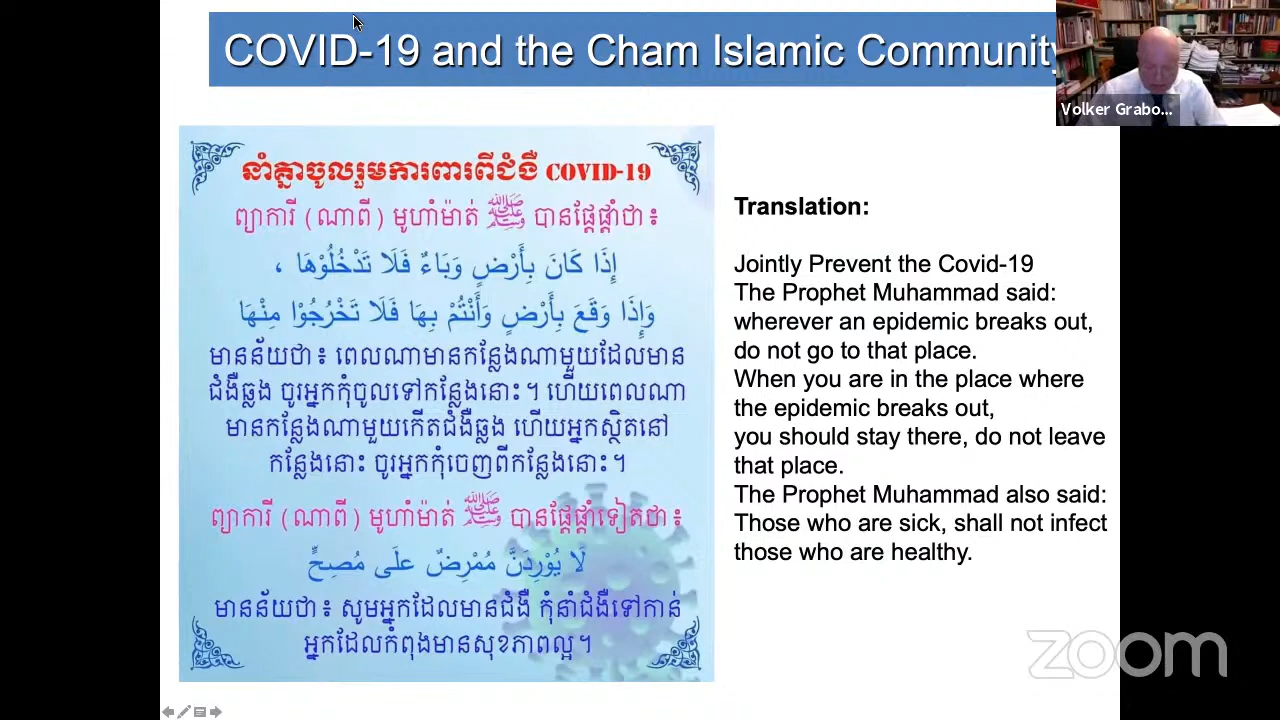 COVID-19 and the Cham Islamic Community
Volker Grabo...
នាំគ្នាចូលរួមការពារពីជំងឺ COVID-19
ព្យាការី (ណាពី) មូហាំម៉ាត់ ﷺ បានផ្តែផ្តាំថា៖
إِذَا كَانَ بِأَرْضٍ وَبَاءٌ فَلَا تَدْخُلُوْهَا ،
وَإِذَا وَقَعَ بِأَرْضٍ وَأَنْتُمْ بِهَا فَلَا تَخْرُجُوْا مِنْهَا
មានន័យថា៖ ពេលណាមានកន្លែងណាមួយដែលមាន
ជំងឺឆ្លង ចូរអ្នកកុំចូលទៅកន្លែងនោះ។ ហើយពេលណា
មានកន្លែងណាមួយកើតជំងឺឆ្លង ហើយអ្នកស្ថិតនៅ
កន្លែងនោះ ចូរអ្នកកុំចេញពីកន្លែងនោះ។
ព្យាការី (ណាពី) មូហាំម៉ាត់ ﷺ បានផ្តែផ្តាំទៀតថា៖
لَا يُوْرِدَنَّ مُمْرِضٌ عَلَى مُصِحٍّ
មានន័យថា៖ សូមអ្នកដែលមានជំងឺ កុំនាំជំងឺទៅកាន់
អ្នកដែលកំពុងមានសុខភាពល្អ។
Translation:
Jointly Prevent the Covid-19
The Prophet Muhammad said:
wherever an epidemic breaks out,
do not go to that place.
When you are in the place where
the epidemic breaks out,
you should stay there, do not leave
that place.
The Prophet Muhammad also said:
Those who are sick, shall not infect
those who are healthy.
zoom